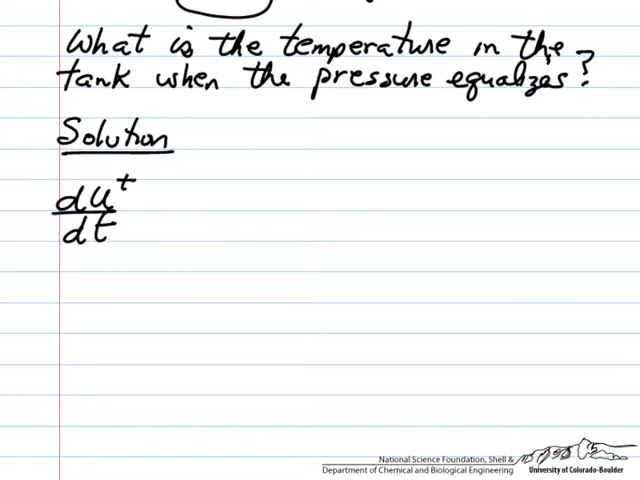 What is the temperature in the
tank when the pressure equalizes?
Solution
dU^t
dt
National Science Foundation, Shell &
Department of Chemical and Biological Engineering
University of Colorado-Boulder